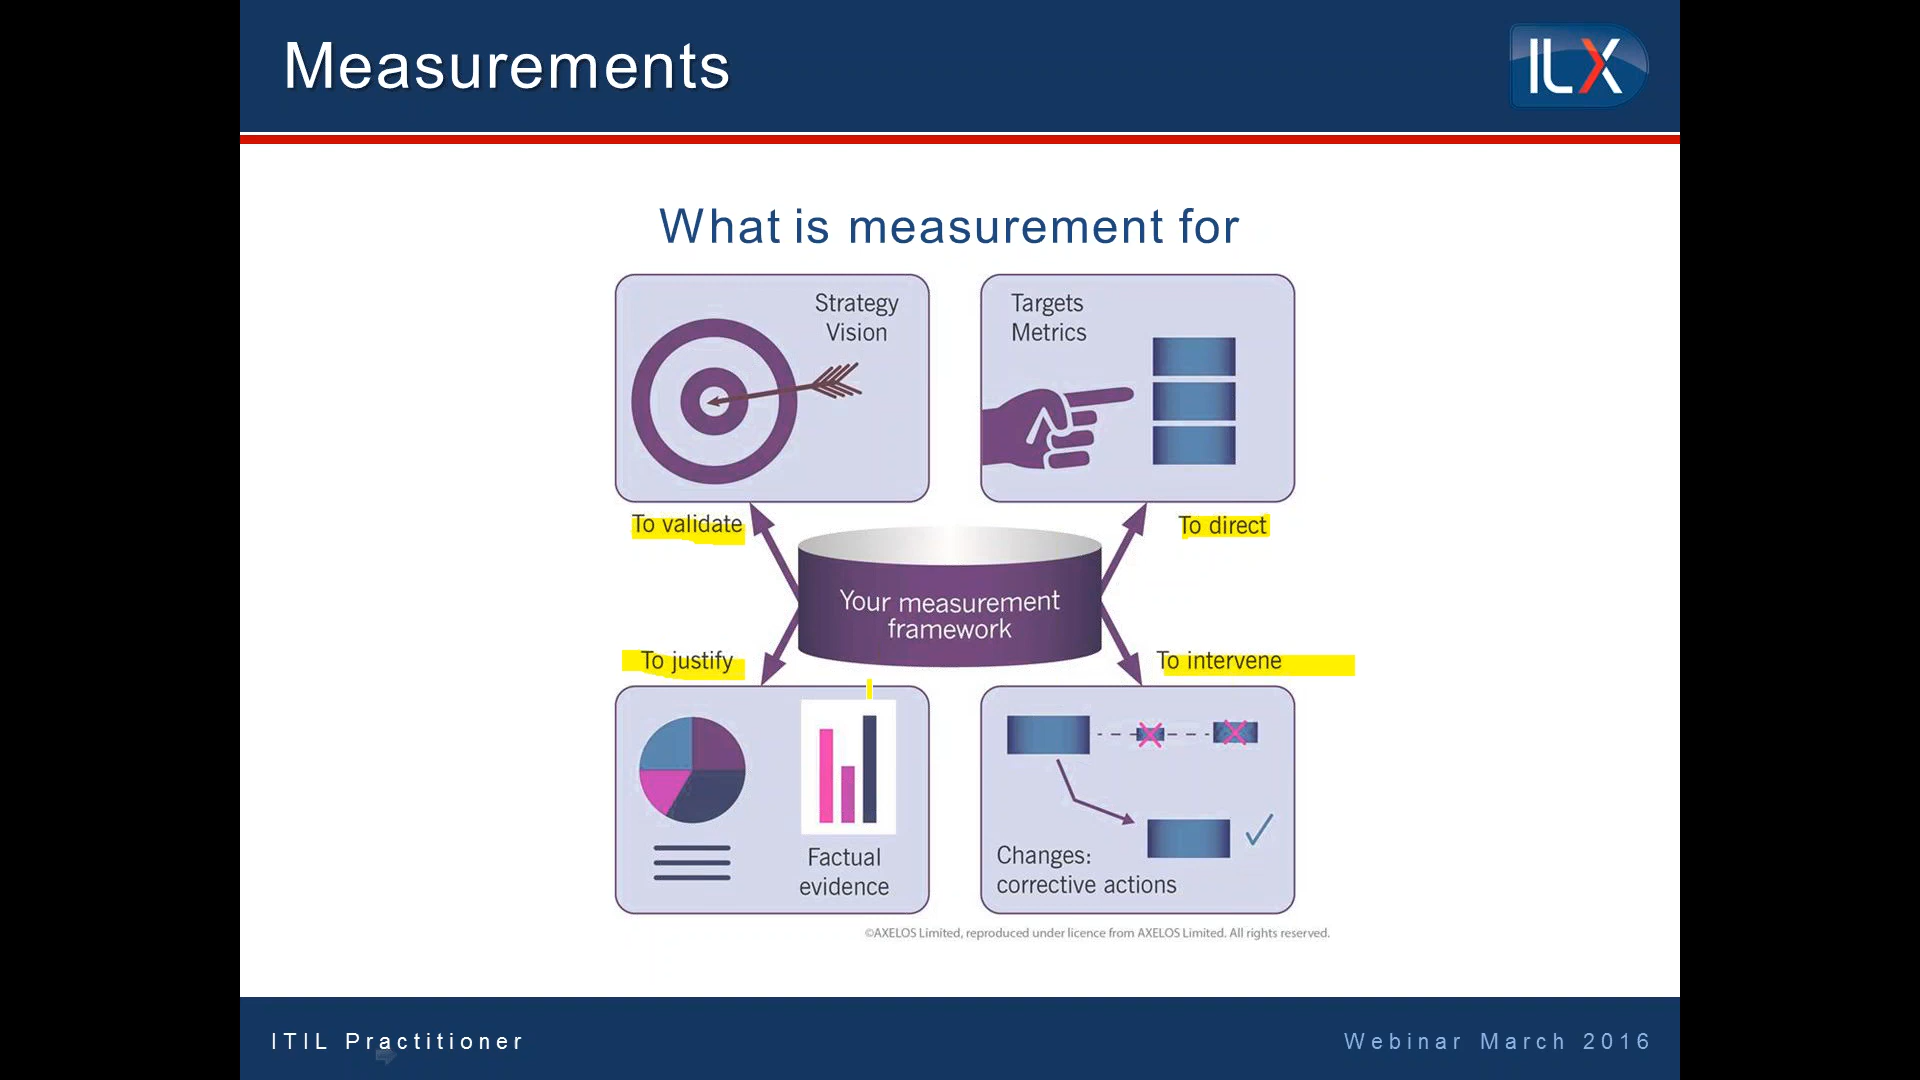 Measurements
ILX
What is measurement for
Strategy
Vision
Targets
Metrics
To validate
To direct
Your measurement
framework
To justify
To intervene
Factual
evidence
Changes:
corrective actions
©AXELOS Limited, reproduced under licence from AXELOS Limited. All rights reserved.
ITIL Practitioner
Webinar March 2016